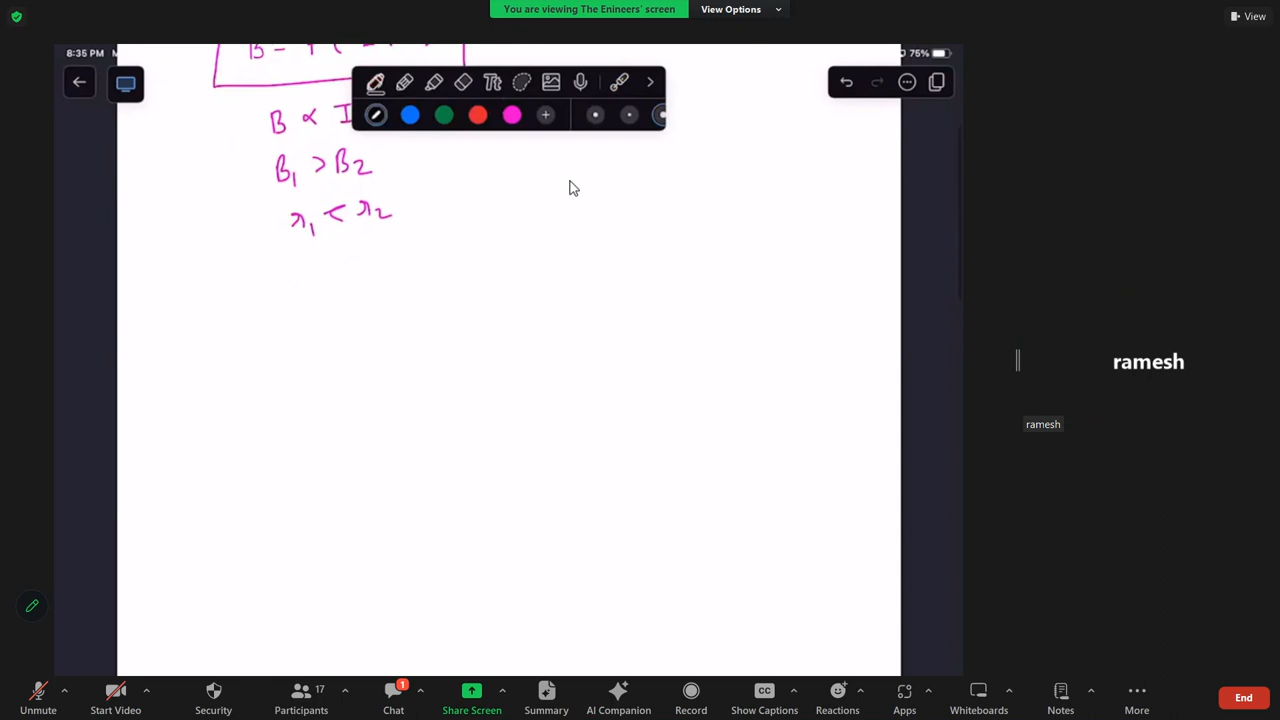 You are viewing The Enineers' screen
View Options
View
8:35 PM
75%
B ∝ I
B₁ > B₂
r₁ < r₂
ramesh
ramesh
17
1
Unmute
Start Video
Security
Participants
Chat
Share Screen
Summary
AI Companion
Record
CC
Show Captions
Reactions
Apps
Whiteboards
Notes
More
End